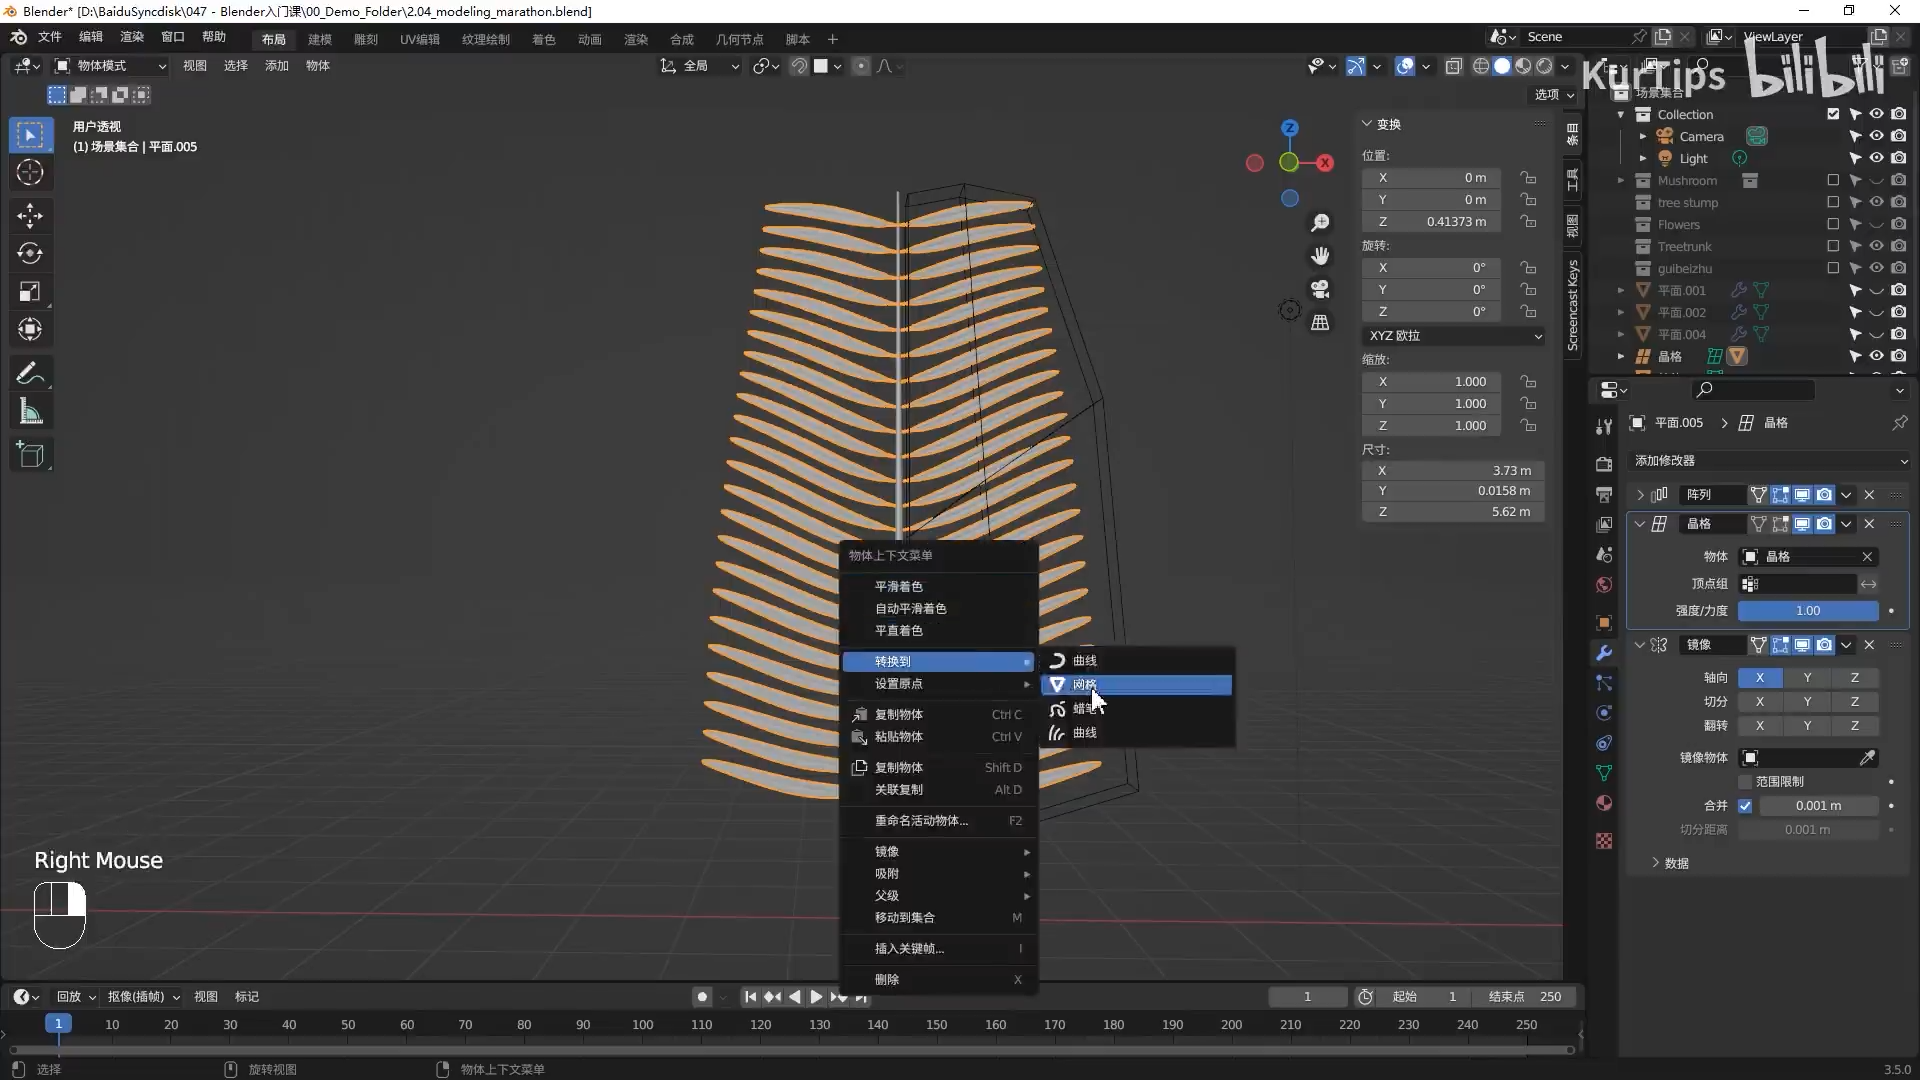 Blender* [D:\BaiduSyncdisk\047 - Blender入门课\00_Demo_Folder\2.04_modeling_marathon.blend]
文件 编辑 渲染 窗口 帮助 布局 建模 雕刻 UV编辑 纹理绘制 着色 动画 渲染 合成 几何节点 脚本 + Scene ViewLayer
物体模式 视图 选择 添加 物体 全局
KurTips bilibili
选项
用户透视
(1) 场景集合 | 平面.005
Z
X
变换
位置:
X 0 m
Y 0 m
Z 0.41373 m
旋转:
X 0°
Y 0°
Z 0°
XYZ 欧拉
缩放:
X 1.000
Y 1.000
Z 1.000
尺寸:
X 3.73 m
Y 0.0158 m
Z 5.62 m
条目
工具
视图
Screencast Keys
场景集合
Collection
Camera
Light
Mushroom
tree stump
Flowers
Treetrunk
guibeizhu
平面.001
平面.002
平面.004
晶格
平面.005 > 晶格
添加修改器
阵列
晶格
物体 晶格
顶点组
强度/力度 1.00
镜像
轴向 X Y Z
切分 X Y Z
翻转 X Y Z
镜像物体
范围限制
合并 0.001 m
切分距离 0.001 m
数据
物体上下文菜单
平滑着色
自动平滑着色
平直着色
转换到
设置原点
复制物体 Ctrl C
粘贴物体 Ctrl V
复制物体 Shift D
关联复制 Alt D
重命名活动物体... F2
镜像
吸附
父级
移动到集合 M
插入关键帧... I
删除 X
曲线
网格
蜡笔
曲线
Right Mouse
回放 抠像(插帧) 视图 标记 1 起始 1 结束点 250
1 10 20 30 40 50 60 70 80 90 100 110 120 130 140 150 160 170 180 190 200 210 220 230 240 250
选择 旋转视图 物体上下文菜单 3.5.0